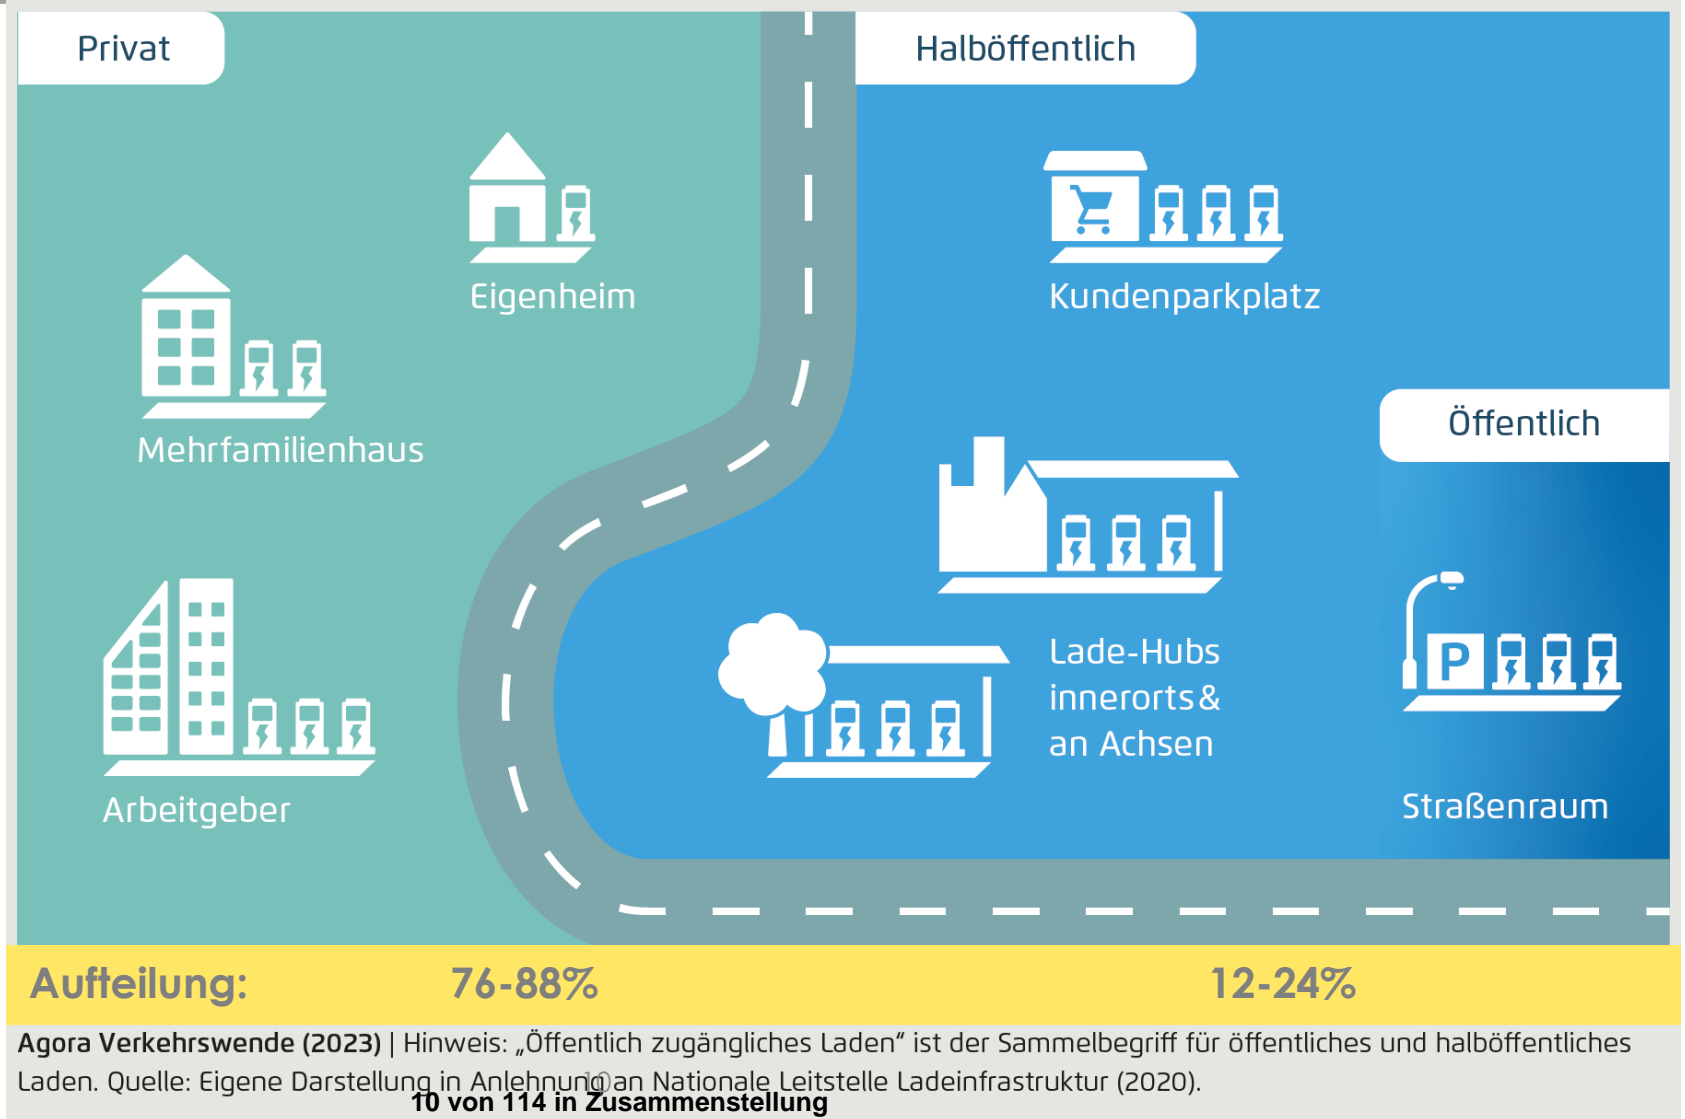 Privat
Halböffentlich
Eigenheim
Kundenparkplatz
Mehrfamilienhaus
Öffentlich
Lade-Hubs
innerorts &
an Achsen
P
Arbeitgeber
Straßenraum
Aufteilung: 76-88% 12-24%
Agora Verkehrswende (2023) | Hinweis: „Öffentlich zugängliches Laden“ ist der Sammelbegriff für öffentliches und halböffentliches
Laden. Quelle: Eigene Darstellung in Anlehnung an Nationale Leitstelle Ladeinfrastruktur (2020).
10
10 von 114 in Zusammenstellung